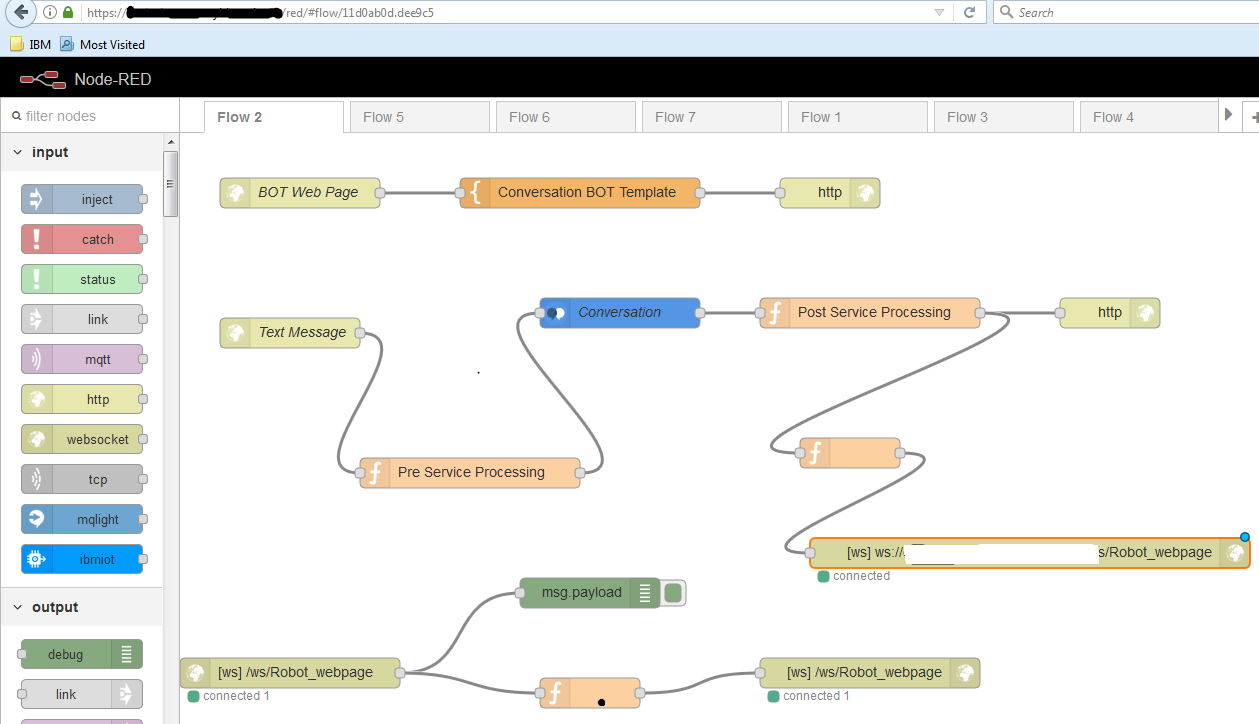 https:// /red/#flow/11d0ab0d.dee9c5
Search
IBM Most Visited
Node-RED
filter nodes
Flow 2 Flow 5 Flow 6 Flow 7 Flow 1 Flow 3 Flow 4
input
inject
catch
status
link
mqtt
http
websocket
tcp
mqlight
ibmiot
output
debug
link
BOT Web Page Conversation BOT Template http
Conversation Post Service Processing http
Text Message
Pre Service Processing
[ws] ws:// s/Robot_webpage
connected
msg.payload
[ws] /ws/Robot_webpage [ws] /ws/Robot_webpage
connected 1 connected 1